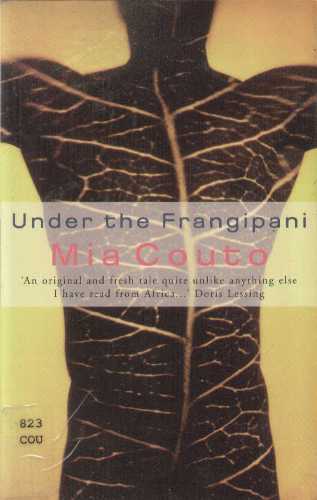 Under the Frangipani
Mia Couto
'An original and fresh tale quite unlike anything else
I have read from Africa...' Doris Lessing
823
COU